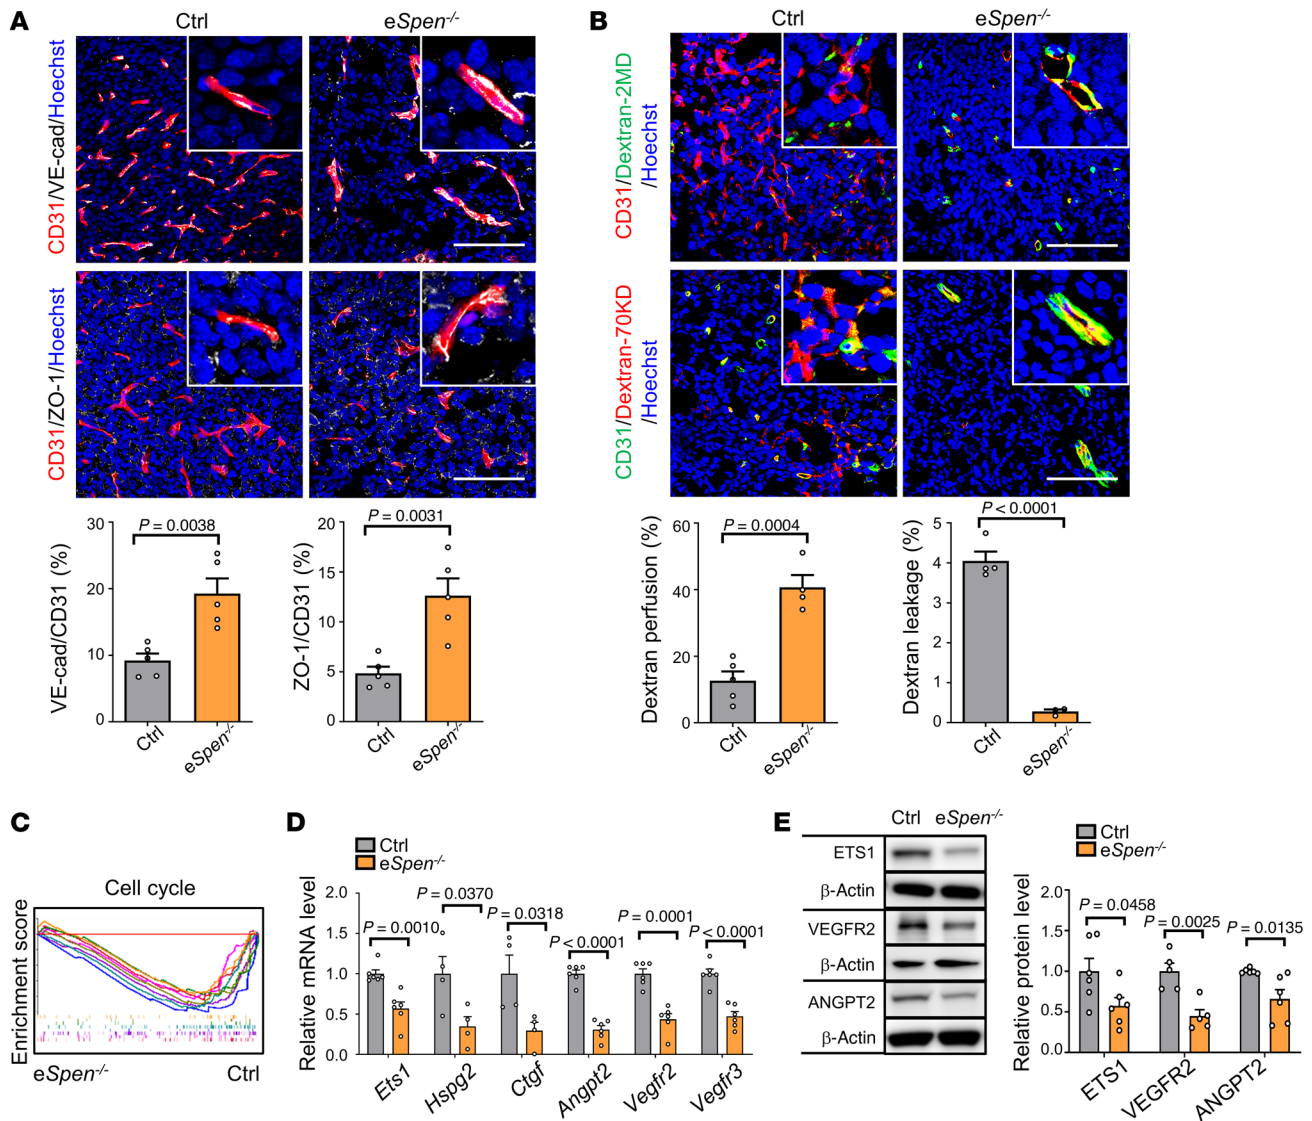 A
Ctrl
eSpen-/-
CD31/VE-cad/Hoechst
CD31/ZO-1/Hoechst
VE-cad/CD31 (%)
30
20
10
0
P = 0.0038
Ctrl
eSpen-/-
ZO-1/CD31 (%)
20
15
10
5
0
P = 0.0031
Ctrl
eSpen-/-
B
Ctrl
eSpen-/-
CD31/Dextran-2MD
/Hoechst
CD31/Dextran-70KD
/Hoechst
Dextran perfusion (%)
60
40
20
0
P = 0.0004
Ctrl
eSpen-/-
Dextran leakage (%)
5
4
3
2
1
0
P < 0.0001
Ctrl
eSpen-/-
C
Cell cycle
Enrichment score
eSpen-/-
Ctrl
D
Ctrl
eSpen-/-
Relative mRNA level
2.0
1.5
1.0
0.5
0.0
P = 0.0010
P = 0.0370
P = 0.0318
P < 0.0001
P = 0.0001
P < 0.0001
Ets1
Hspg2
Ctgf
Angpt2
Vegfr2
Vegfr3
E
Ctrl
eSpen-/-
ETS1
β-Actin
VEGFR2
β-Actin
ANGPT2
β-Actin
Ctrl
eSpen-/-
Relative protein level
2.0
1.5
1.0
0.5
0.0
P = 0.0458
P = 0.0025
P = 0.0135
ETS1
VEGFR2
ANGPT2